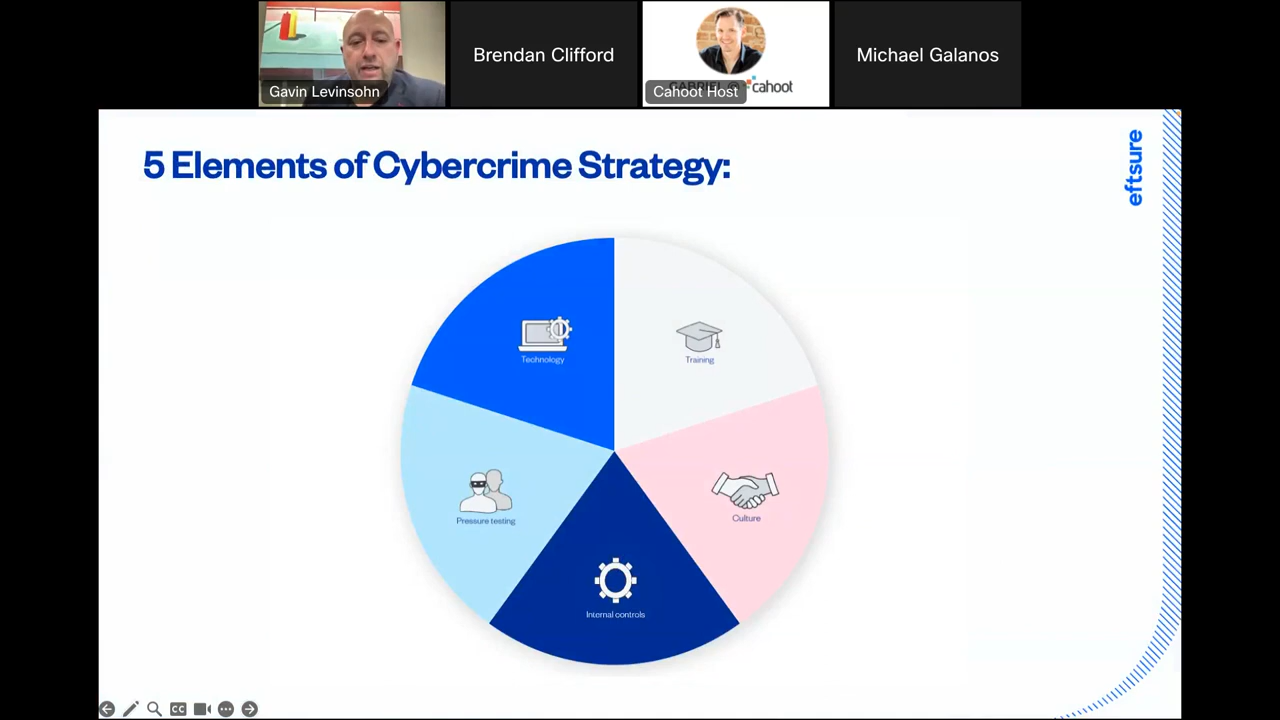 Gavin Levinsohn
Brendan Clifford
Cahoot Host
cahoot
Michael Galanos
5 Elements of Cybercrime Strategy:
eftsure
Technology
Training
Pressure testing
Culture
Internal controls
CC